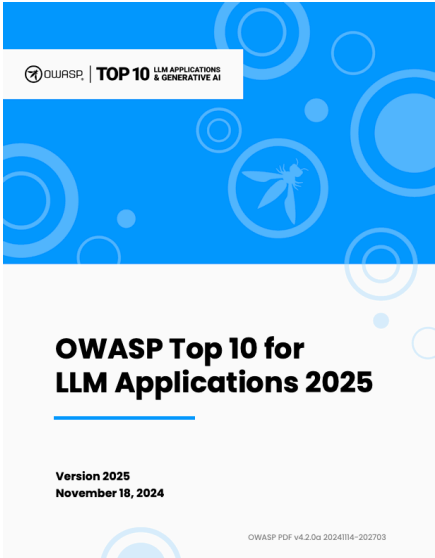 OWASP
TOP 10
LLM APPLICATIONS
& GENERATIVE AI
OWASP Top 10 for
LLM Applications 2025
Version 2025
November 18, 2024
OWASP PDF v4.2.0a 20241114-202703